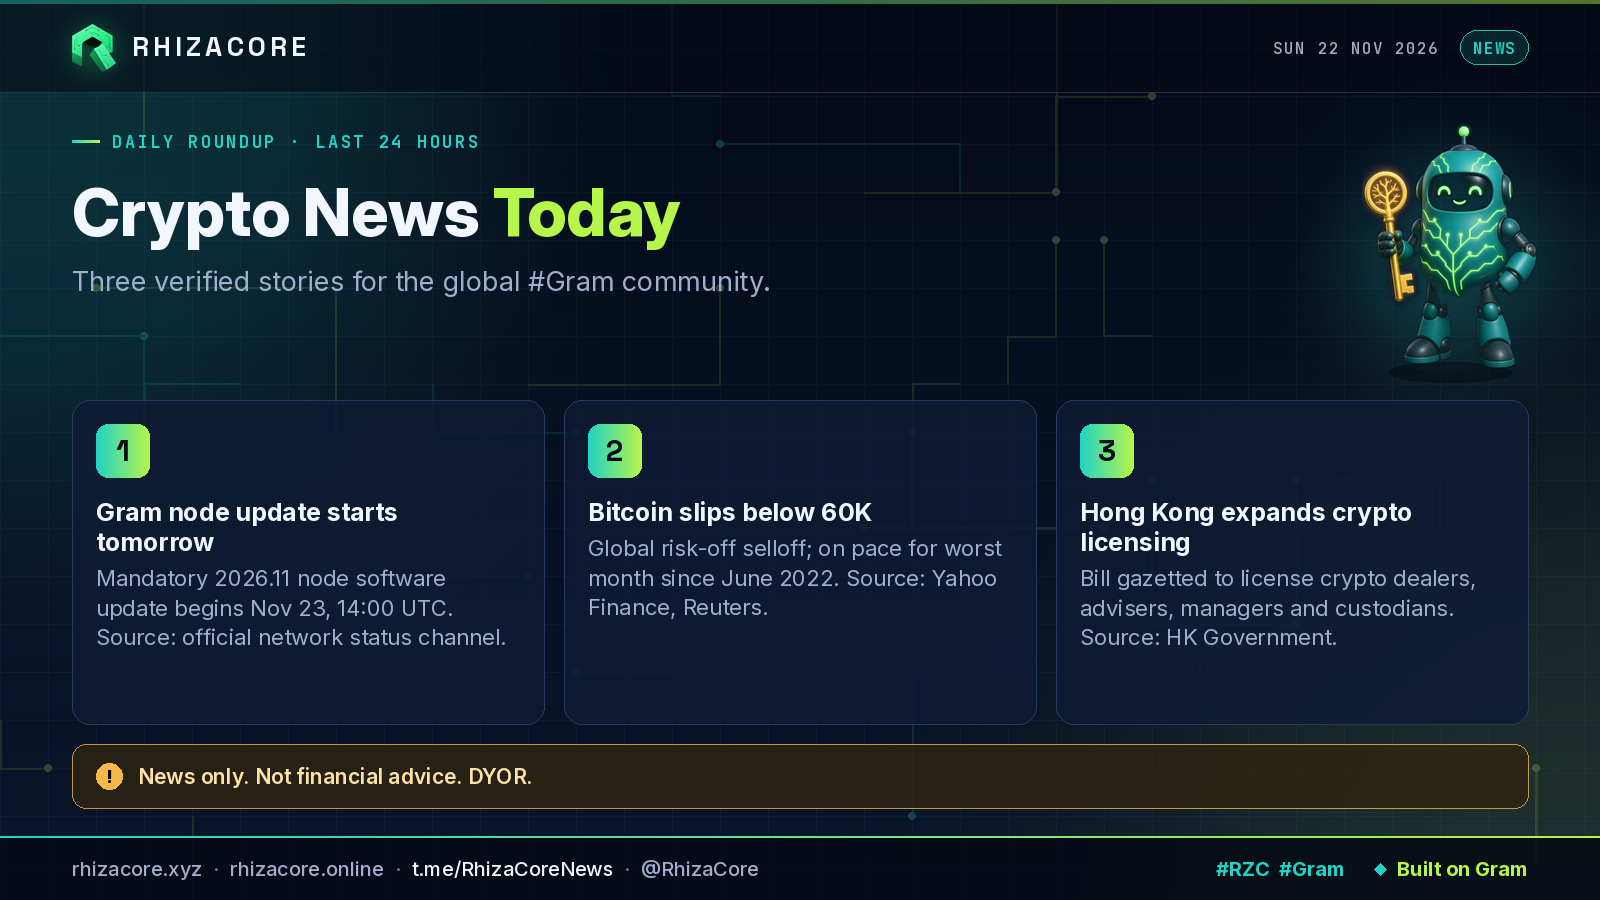 RHIZACORE
SUN 22 NOV 2026
NEWS
DAILY ROUNDUP · LAST 24 HOURS
Crypto News Today
Three verified stories for the global #Gram community.
1
Gram node update starts
tomorrow
Mandatory 2026.11 node software
update begins Nov 23, 14:00 UTC.
Source: official network status channel.
2
Bitcoin slips below 60K
Global risk-off selloff; on pace for worst
month since June 2022. Source: Yahoo
Finance, Reuters.
3
Hong Kong expands crypto
licensing
Bill gazetted to license crypto dealers,
advisers, managers and custodians.
Source: HK Government.
! News only. Not financial advice. DYOR.
rhizacore.xyz · rhizacore.online · t.me/RhizaCoreNews · @RhizaCore
#RZC #Gram ◆ Built on Gram